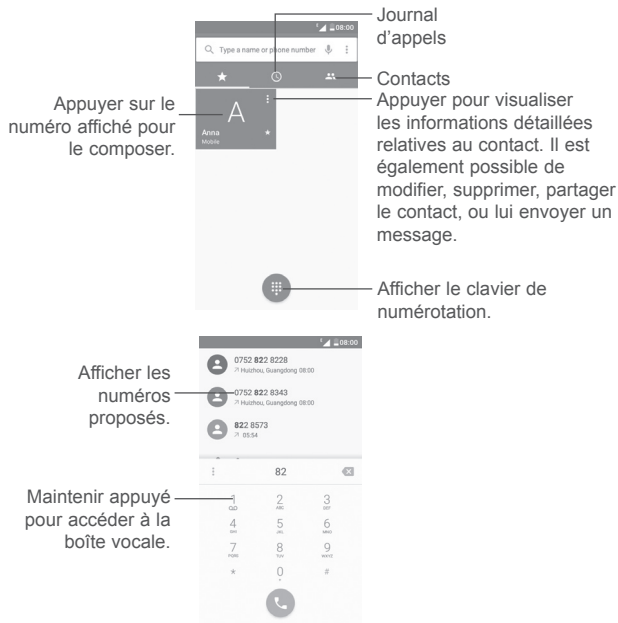 08:00
Type a name or phone number
Journal
d'appels
Contacts
Appuyer sur le
numéro affiché pour
le composer.
A
Anna
Mobile
Appuyer pour visualiser
les informations détaillées
relatives au contact. Il est
également possible de
modifier, supprimer, partager
le contact, ou lui envoyer un
message.
Afficher le clavier de
numérotation.
08:00
0752 822 8228
Huizhou, Guangdong 08:00
0752 822 8343
Huizhou, Guangdong 08:00
822 8573
05:54
Afficher les
numéros
proposés.
82
Maintenir appuyé
pour accéder à la
boîte vocale.
1 2 3
ABC DEF
4 5 6
GHI JKL MNO
7 8 9
PQRS TUV WXYZ
* 0 #
+